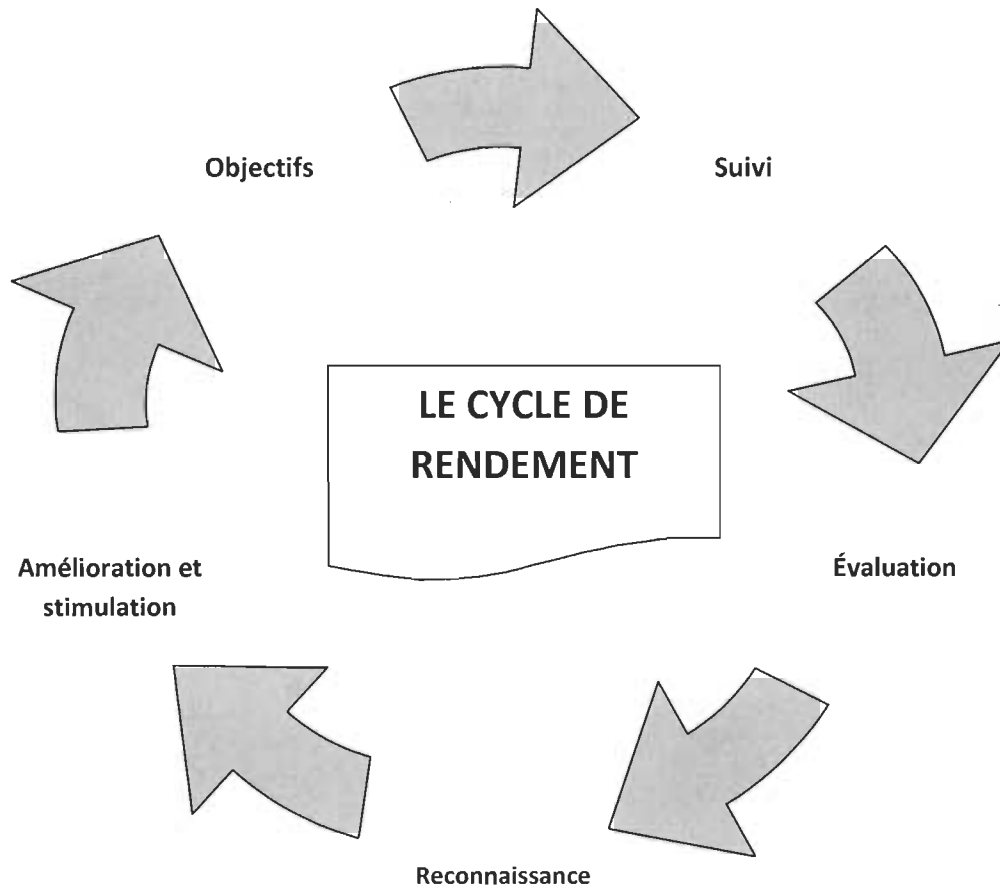 Objectifs
Suivi
LE CYCLE DE
RENDEMENT
Amélioration et
stimulation
Évaluation
Reconnaissance